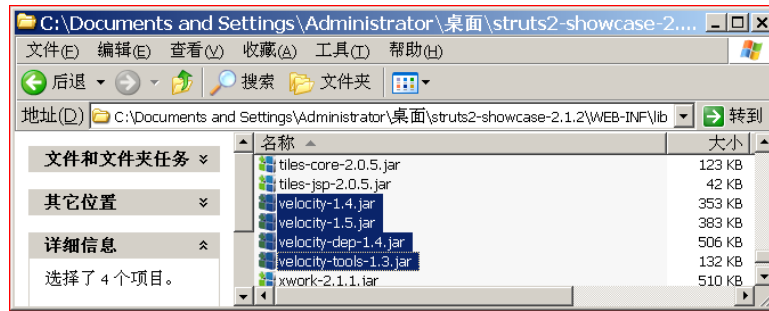 C:\Documents and Settings\Administrator\桌面\struts2-showcase-2....
文件(F) 编辑(E) 查看(V) 收藏(A) 工具(T) 帮助(H)
后退 搜索 文件夹
地址(D) C:\Documents and Settings\Administrator\桌面\struts2-showcase-2.1.2\WEB-INF\lib 转到
名称 大小
文件和文件夹任务
tiles-core-2.0.5.jar 123 KB
tiles-jsp-2.0.5.jar 42 KB
其它位置
velocity-1.4.jar 353 KB
velocity-1.5.jar 383 KB
详细信息
velocity-dep-1.4.jar 506 KB
velocity-tools-1.3.jar 132 KB
选择了 4 个项目。
xwork-2.1.1.jar 510 KB